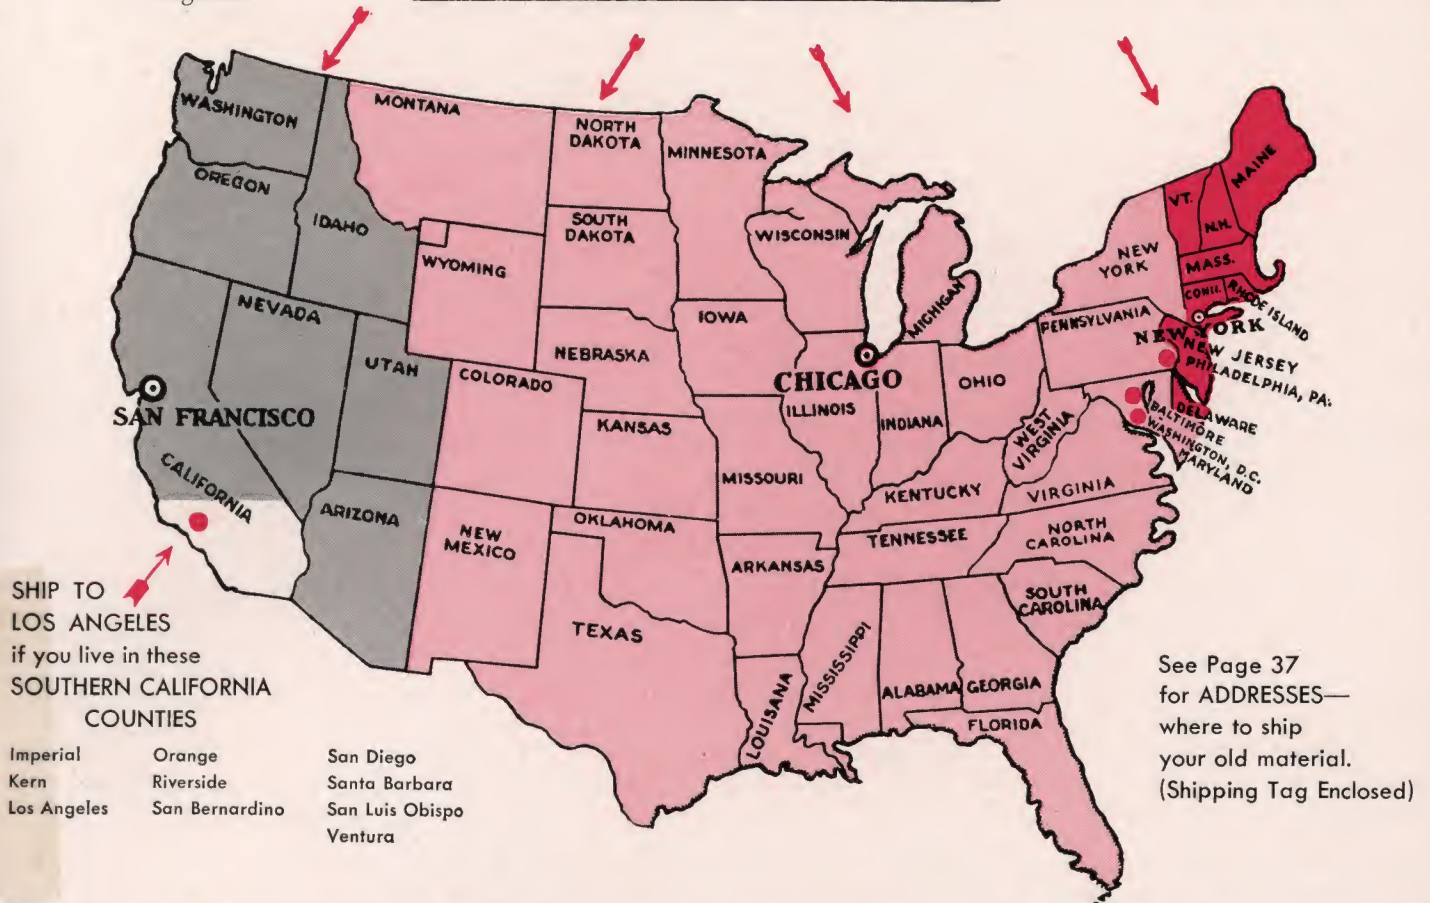 WASHINGTON
OREGON
IDAHO
MONTANA
NORTH
DAKOTA
MINNESOTA
SOUTH
DAKOTA
WISCONSIN
WYOMING
NEVADA
UTAH
COLORADO
NEBRASKA
IOWA
MICHIGAN
NEW
YORK
VT.
N.H.
MAINE
MASS.
CONN.
RHODE ISLAND
PENNSYLVANIA
NEW YORK
NEW JERSEY
PHILADELPHIA, PA.
DELAWARE
BALTIMORE
WASHINGTON, D.C.
MARYLAND
SAN FRANCISCO
CALIFORNIA
ARIZONA
NEW
MEXICO
KANSAS
OKLAHOMA
TEXAS
MISSOURI
ARKANSAS
LOUISANA
CHICAGO
ILLINOIS
INDIANA
OHIO
WEST
VIRGINIA
VIRGINIA
KENTUCKY
TENNESSEE
NORTH
CAROLINA
SOUTH
CAROLINA
MISSISSIPPI
ALABAMA
GEORGIA
FLORIDA
SHIP TO
LOS ANGELES
if you live in these
SOUTHERN CALIFORNIA
COUNTIES
Imperial Orange San Diego
Kern Riverside Santa Barbara
Los Angeles San Bernardino San Luis Obispo
Ventura
See Page 37
for ADDRESSES—
where to ship
your old material.
(Shipping Tag Enclosed)